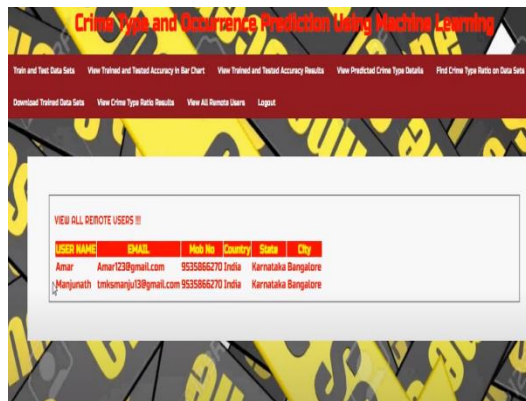 Crime Type and Occurrence Prediction Using Machine Learning
Train and Test Data Sets View Trained and Tested Accuracy in Bar Chart View Trained and Tested Accuracy Results View Predicted Crime Type Details Find Crime Type Ratio on Data Sets
Download Trained Data Sets View Crime Type Ratio Results View All Remote Users Logout
VIEW ALL REMOTE USERS !!!
USER NAME EMAIL Mob No Country State City
Amar Amar123@gmail.com 9535866270 India Karnataka Bangalore
Manjunath tmksmanju13@gmail.com 9535866270 India Karnataka Bangalore